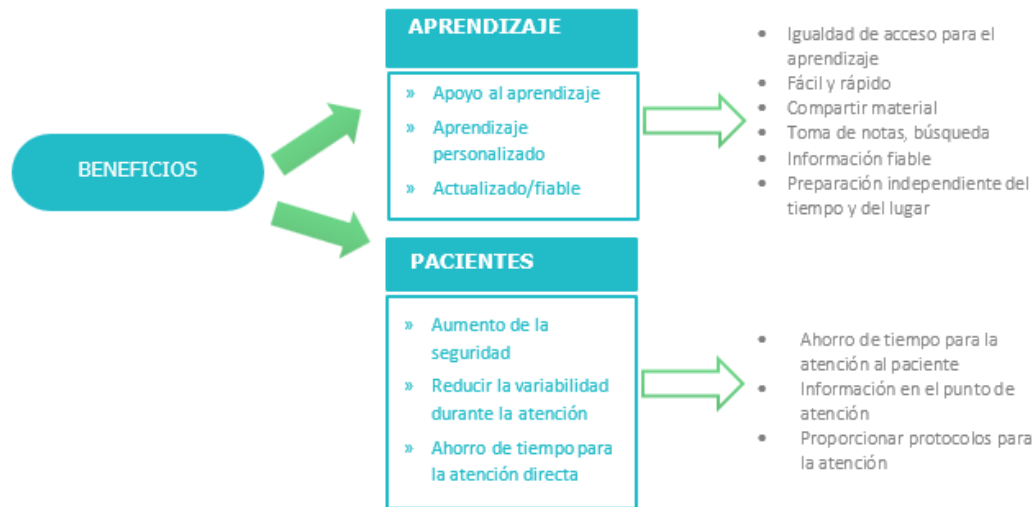 BENEFICIOS
APRENDIZAJE
» Apoyo al aprendizaje
» Aprendizaje
personalizado
» Actualizado/fiable
• Igualdad de acceso para el
aprendizaje
• Fácil y rápido
• Compartir material
• Toma de notas, búsqueda
• Información fiable
• Preparación independiente del
tiempo y del lugar
PACIENTES
» Aumento de la
seguridad
» Reducir la variabilidad
durante la atención
» Ahorro de tiempo para
la atención directa
• Ahorro de tiempo para la
atención al paciente
• Información en el punto de
atención
• Proporcionar protocolos para
la atención